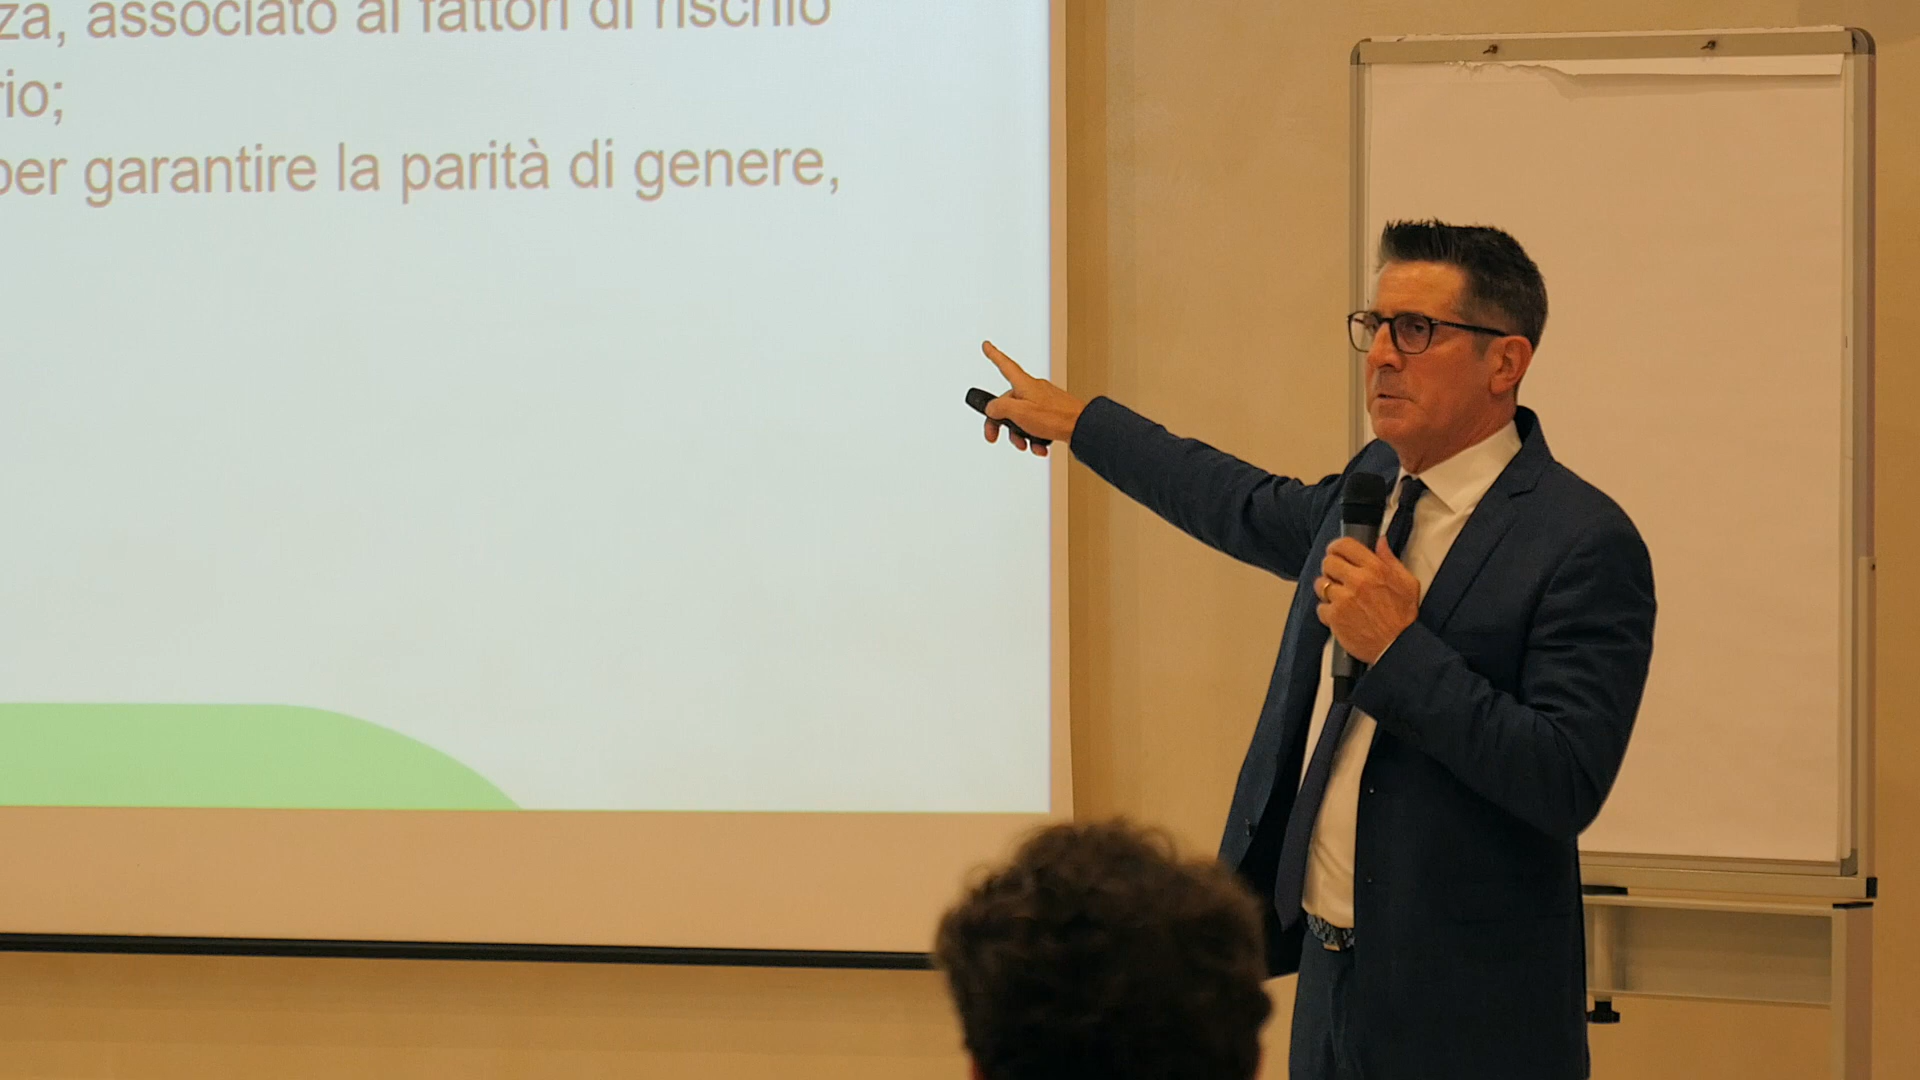 za, associato ai fattori di rischio
rio;
per garantire la parità di genere,